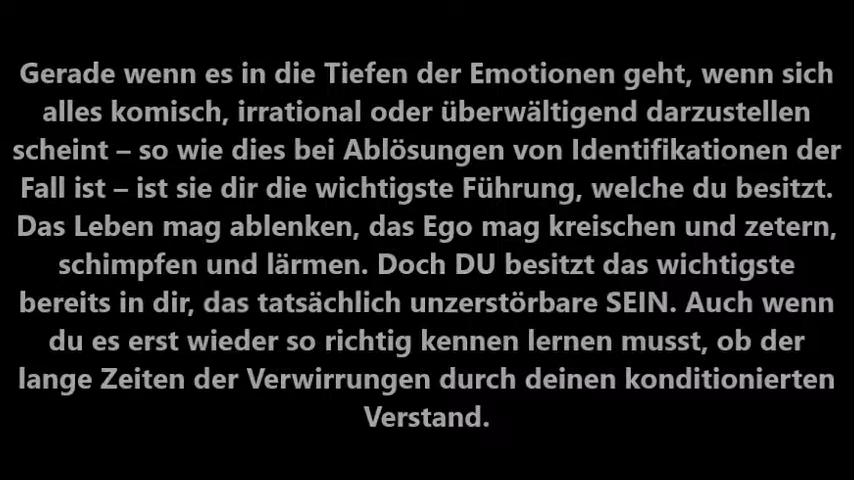 Gerade wenn es in die Tiefen der Emotionen geht, wenn sich
alles komisch, irrational oder überwältigend darzustellen
scheint – so wie dies bei Ablösungen von Identifikationen der
Fall ist – ist sie dir die wichtigste Führung, welche du besitzt.
Das Leben mag ablenken, das Ego mag kreischen und zetern,
schimpfen und lärmen. Doch DU besitzt das wichtigste
bereits in dir, das tatsächlich unzerstörbare SEIN. Auch wenn
du es erst wieder so richtig kennen lernen musst, ob der
lange Zeiten der Verwirrungen durch deinen konditionierten
Verstand.